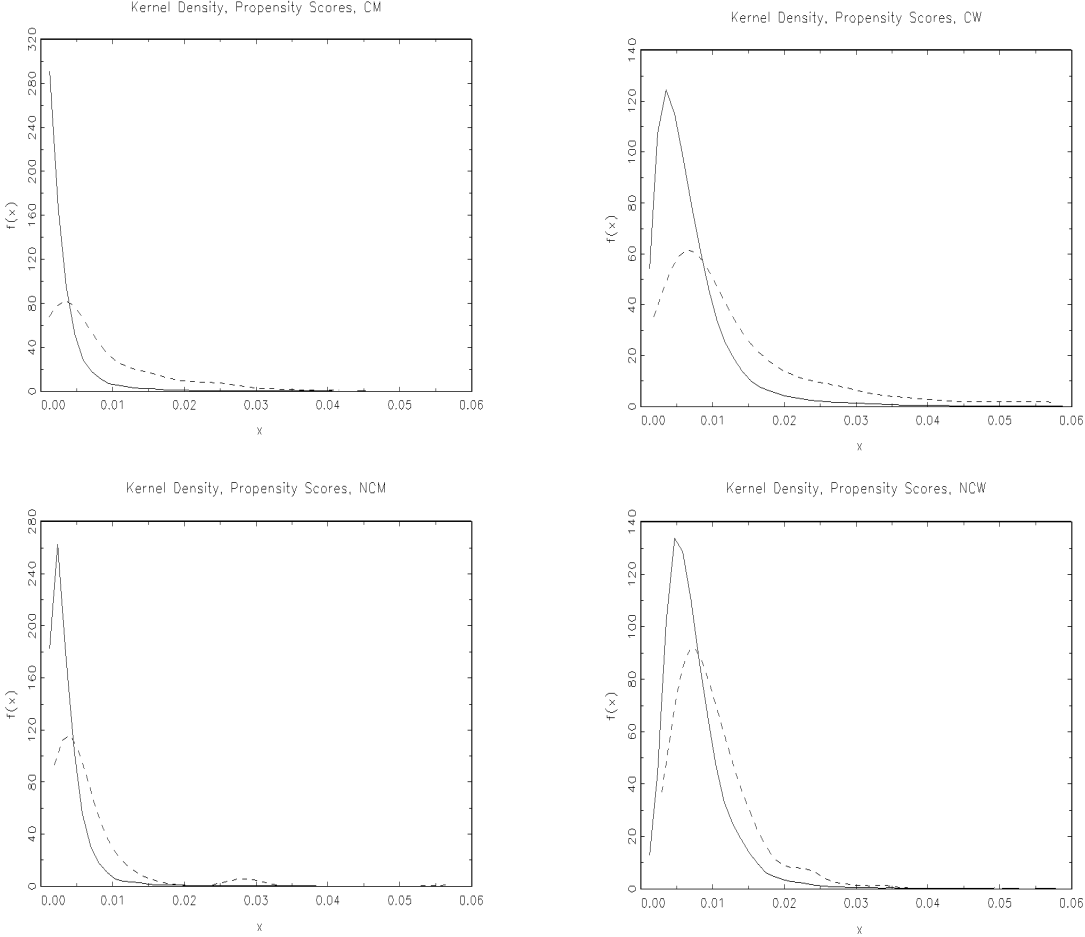 Kernel Density, Propensity Scores, CM
320
280
240
200
160
120
80
40
0
f(x)
0.00 0.01 0.02 0.03 0.04 0.05 0.06
x
Kernel Density, Propensity Scores, CW
140
120
100
80
60
40
20
0
f(x)
0.00 0.01 0.02 0.03 0.04 0.05 0.06
x
Kernel Density, Propensity Scores, NCM
280
240
200
160
120
80
40
0
f(x)
0.00 0.01 0.02 0.03 0.04 0.05 0.06
x
Kernel Density, Propensity Scores, NCW
140
120
100
80
60
40
20
0
f(x)
0.00 0.01 0.02 0.03 0.04 0.05 0.06
x